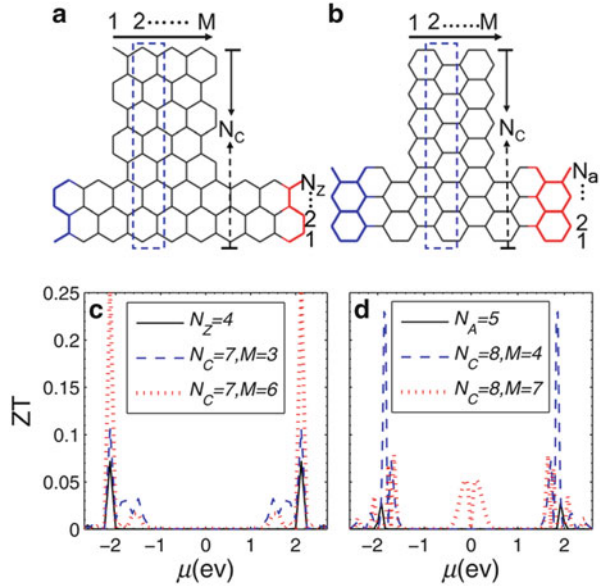 a
1 2 ······ M
N_C
N_Z
⋮
2
1
b
1 2 ······ M
N_C
N_a
⋮
2
1
c
N_Z=4
N_C=7,M=3
N_C=7,M=6
0.25
0.2
0.15
0.1
0.05
0
ZT
−2 −1 0 1 2
μ(ev)
d
N_A=5
N_C=8,M=4
N_C=8,M=7
−2 0 2
μ(ev)